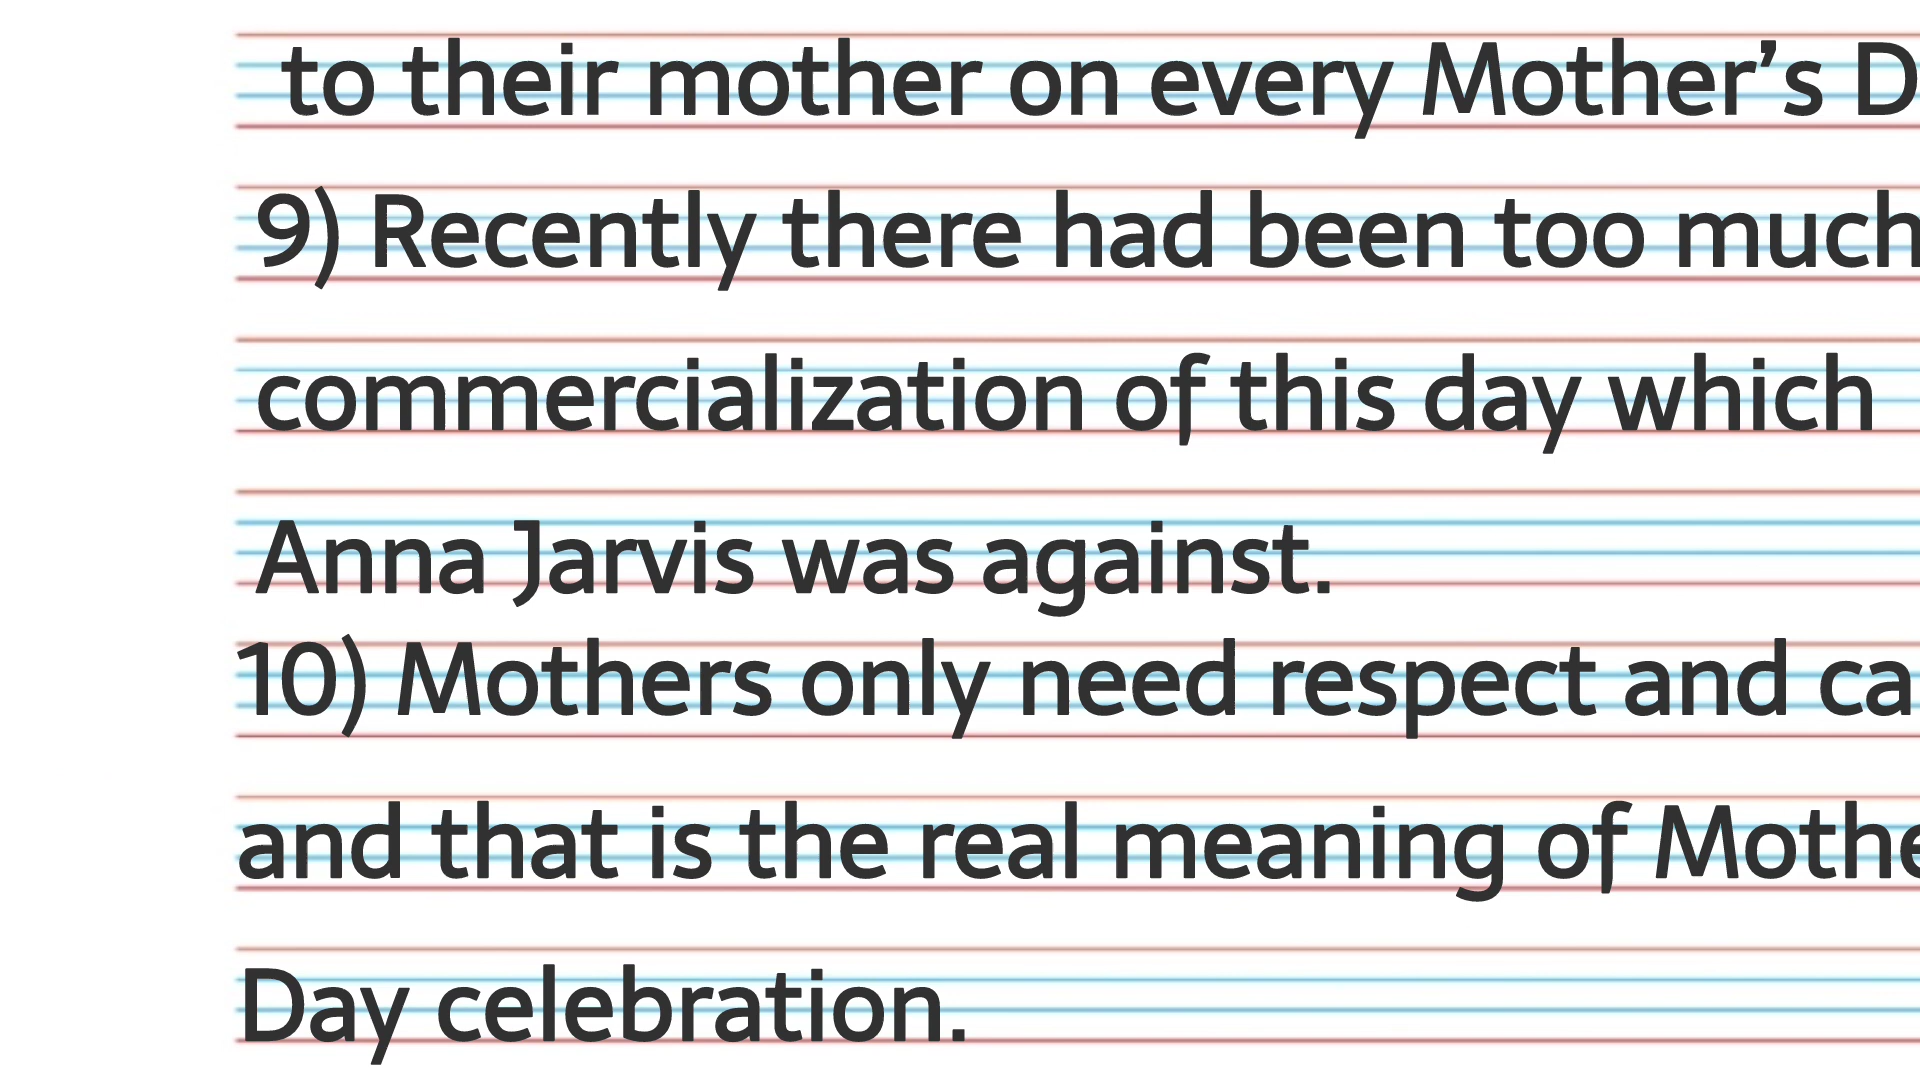 to their mother on every Mother's D
9) Recently there had been too much
commercialization of this day which
Anna Jarvis was against.
10) Mothers only need respect and ca
and that is the real meaning of Mothe
Day celebration.